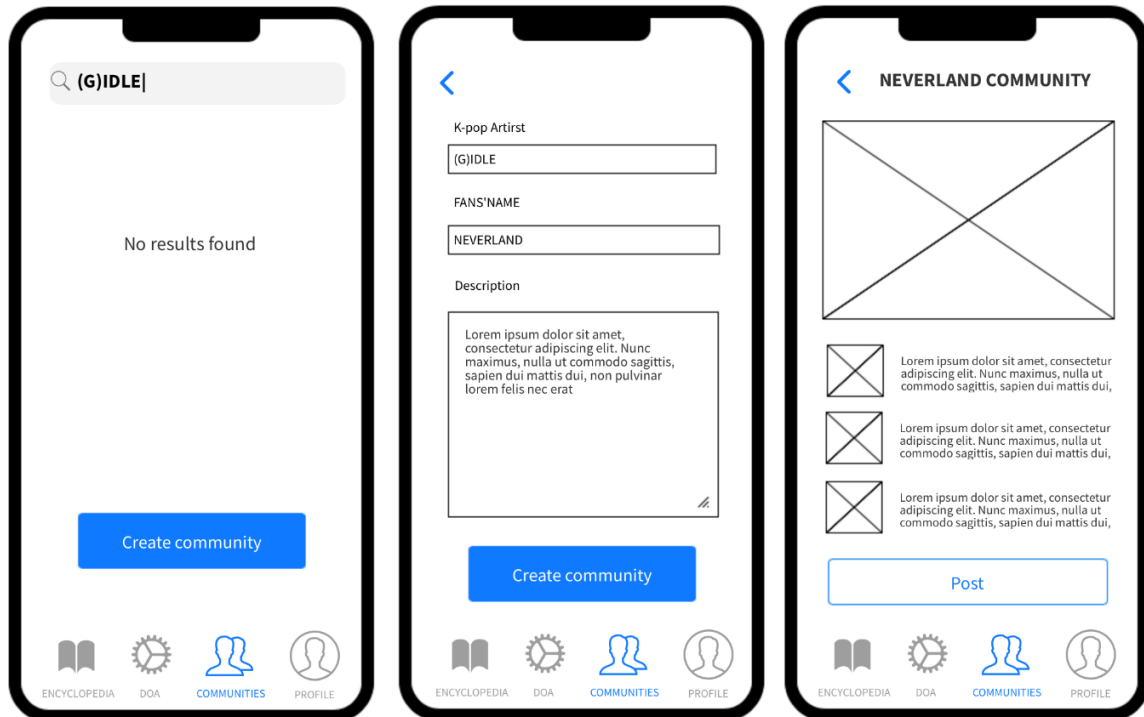 (G)IDLE|
No results found
Create community
ENCYCLOPEDIA
DOA
COMMUNITIES
PROFILE
K-pop Artirst
(G)IDLE
FANS'NAME
NEVERLAND
Description
Lorem ipsum dolor sit amet,
consectetur adipiscing elit. Nunc
maximus, nulla ut commodo sagittis,
sapien dui mattis dui, non pulvinar
lorem felis nec erat
Create community
ENCYCLOPEDIA
DOA
COMMUNITIES
PROFILE
NEVERLAND COMMUNITY
Lorem ipsum dolor sit amet, consectetur
adipiscing elit. Nunc maximus, nulla ut
commodo sagittis, sapien dui mattis dui,
Lorem ipsum dolor sit amet, consectetur
adipiscing elit. Nunc maximus, nulla ut
commodo sagittis, sapien dui mattis dui,
Lorem ipsum dolor sit amet, consectetur
adipiscing elit. Nunc maximus, nulla ut
commodo sagittis, sapien dui mattis dui,
Post
ENCYCLOPEDIA
DOA
COMMUNITIES
PROFILE